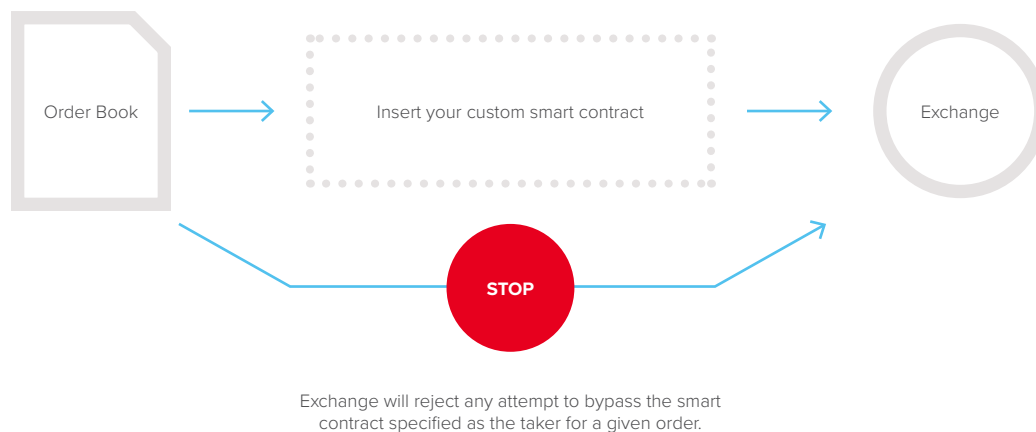 Order Book
Insert your custom smart contract
Exchange
STOP
Exchange will reject any attempt to bypass the smart
contract specified as the taker for a given order.